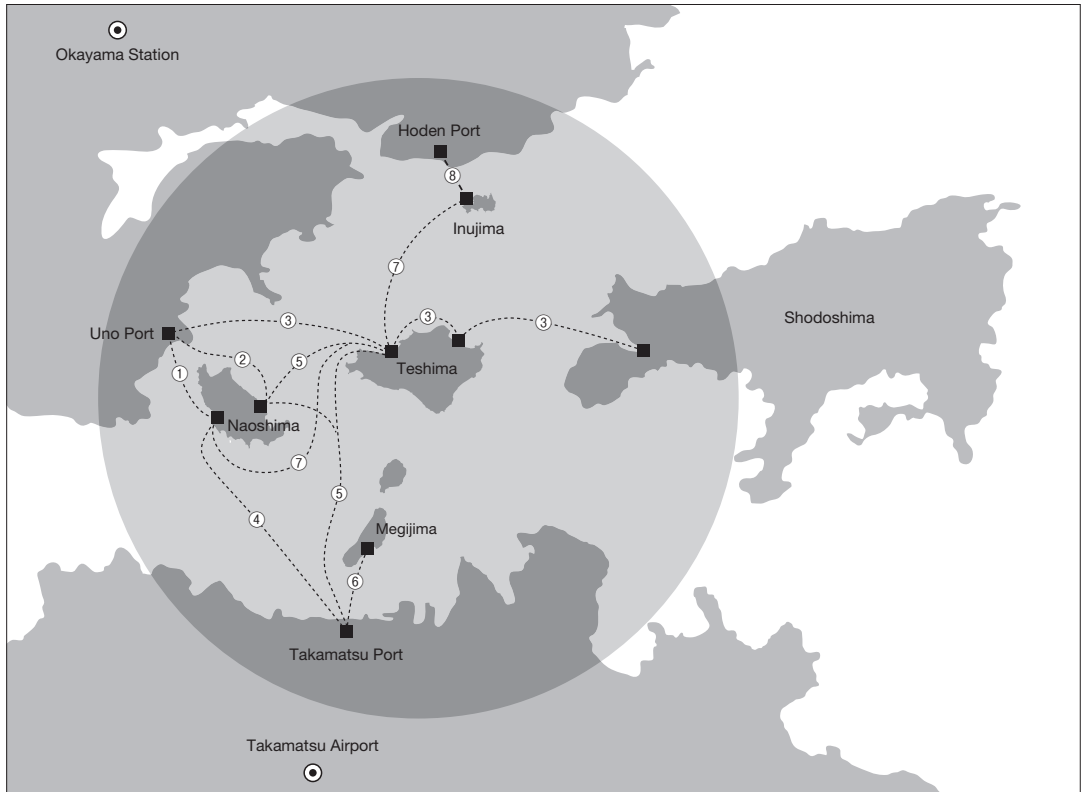 Okayama Station
Hoden Port
8
Inujima
7
Uno Port
3
3
3
Shodoshima
2
5
Teshima
1
Naoshima
7
5
4
Megijima
6
Takamatsu Port
Takamatsu Airport